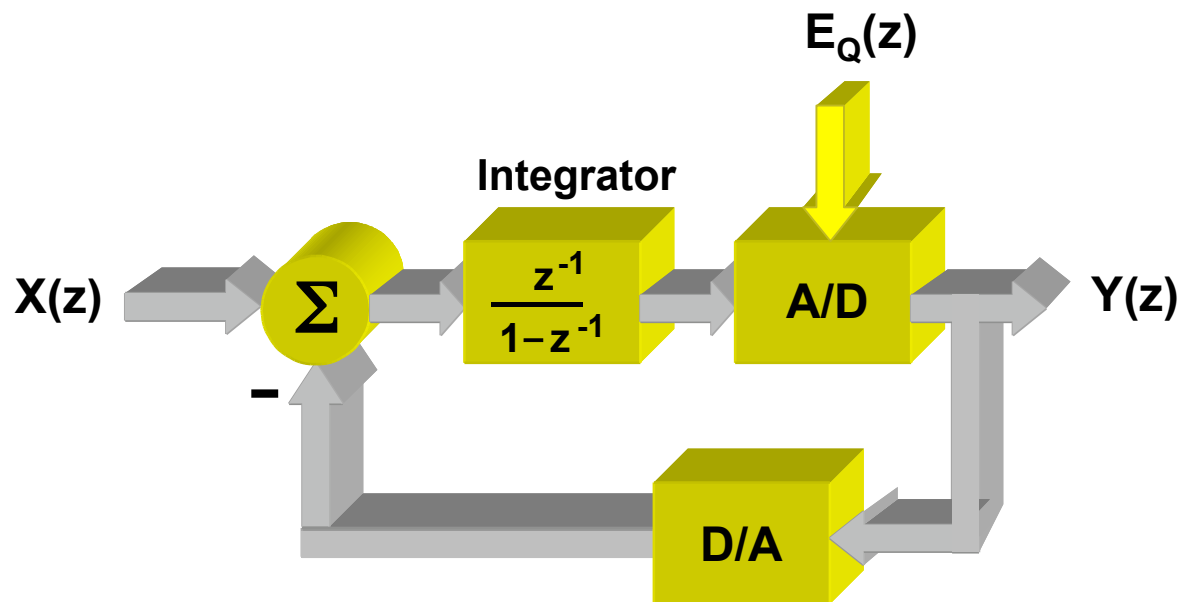 E_Q(z)
Integrator
X(z)
Σ
z^-1
1−z^-1
A/D
Y(z)
−
D/A